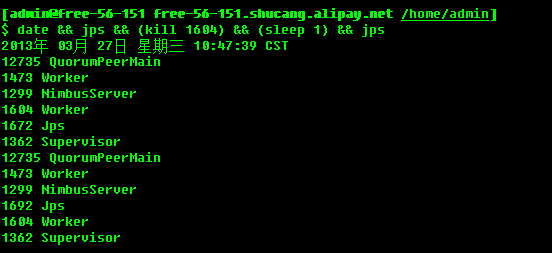 [admin@free-56-151 free-56-151.shucang.alipay.net /home/admin]
$ date && jps && (kill 1604) && (sleep 1) && jps
2013年 03月 27日 星期三 10:47:39 CST
12735 QuorumPeerMain
1473 Worker
1299 NimbusServer
1604 Worker
1672 Jps
1362 Supervisor
12735 QuorumPeerMain
1473 Worker
1299 NimbusServer
1692 Jps
1604 Worker
1362 Supervisor